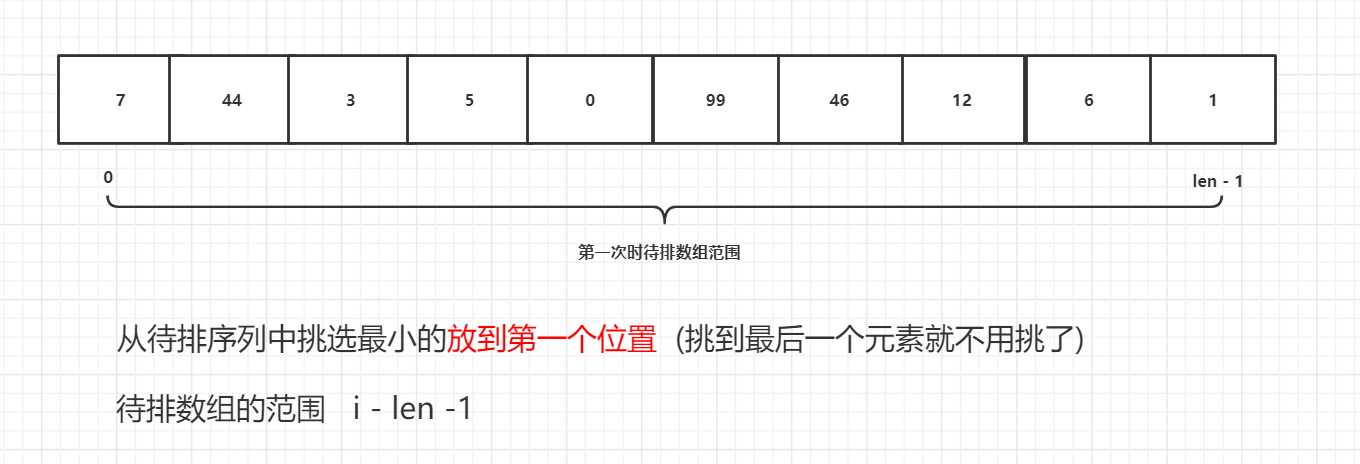 7 44 3 5 0 99 46 12 6 1
0 len - 1
第一次时待排数组范围
从待排序列中挑选最小的放到第一个位置 (挑到最后一个元素就不用挑了)
待排数组的范围 i - len -1